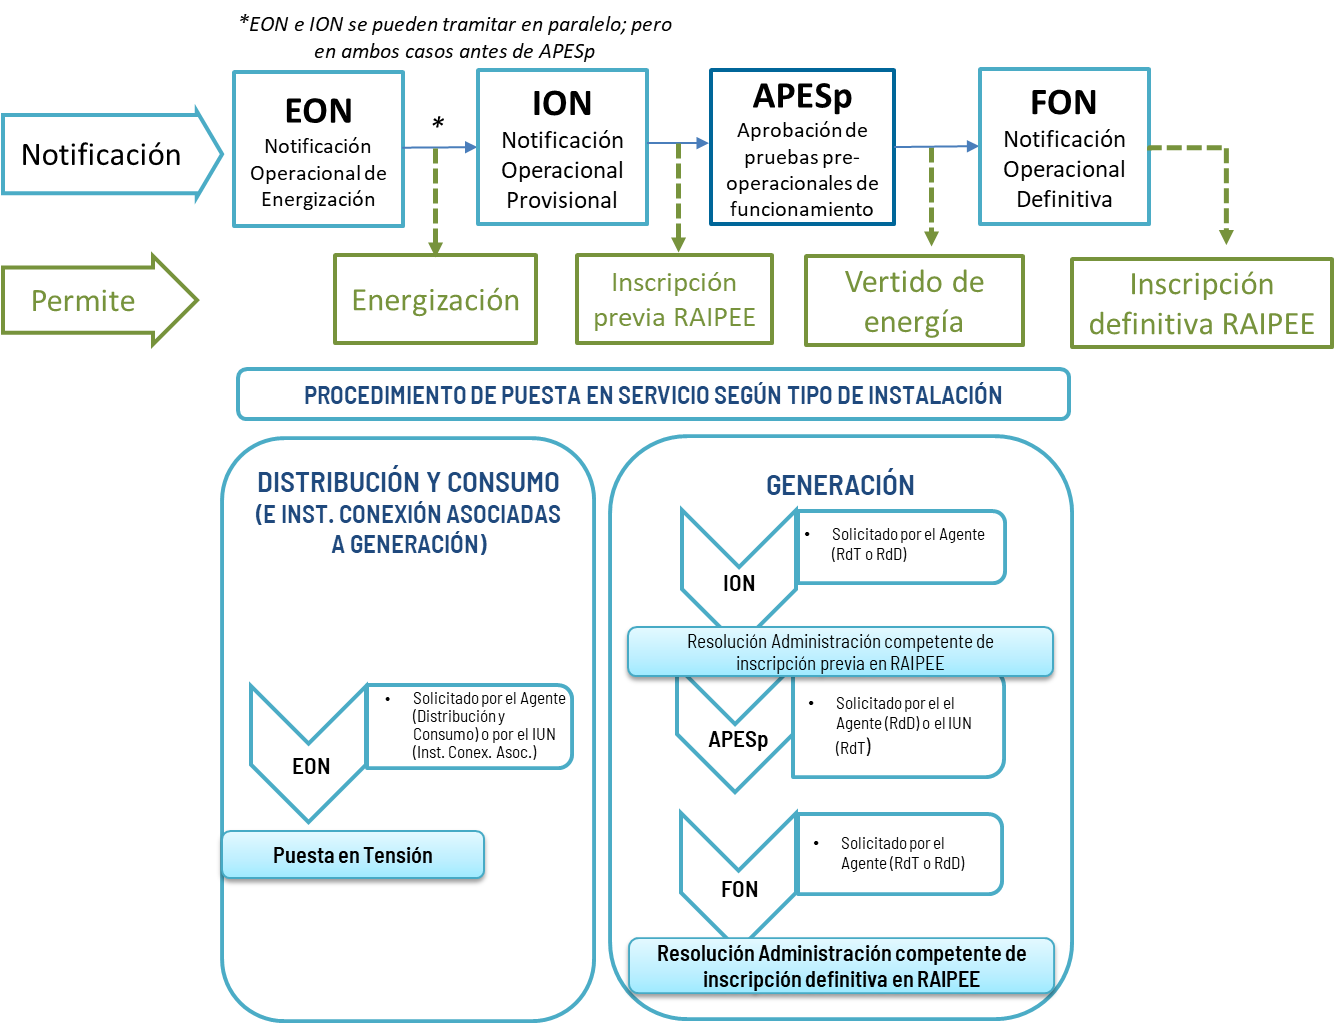 *EON e ION se pueden tramitar en paralelo; pero
en ambos casos antes de APESp
Notificación
EON
Notificación
Operacional de
Energización
*
ION
Notificación
Operacional
Provisional
APESp
Aprobación de
pruebas pre-
operacionales de
funcionamiento
FON
Notificación
Operacional
Definitiva
Permite
Energización
Inscripción
previa RAIPEE
Vertido de
energía
Inscripción
definitiva RAIPEE
PROCEDIMIENTO DE PUESTA EN SERVICIO SEGÚN TIPO DE INSTALACIÓN
DISTRIBUCIÓN Y CONSUMO
(E INST. CONEXIÓN ASOCIADAS
A GENERACIÓN)
EON
• Solicitado por el Agente
(Distribución y
Consumo) o por el IUN
(Inst. Conex. Asoc.)
Puesta en Tensión
GENERACIÓN
ION
• Solicitado por el Agente
(RdT o RdD)
Resolución Administración competente de
inscripción previa en RAIPEE
APESp
• Solicitado por el el
Agente (RdD) o el IUN
(RdT)
FON
• Solicitado por el
Agente (RdT o RdD)
Resolución Administración competente de
inscripción definitiva en RAIPEE